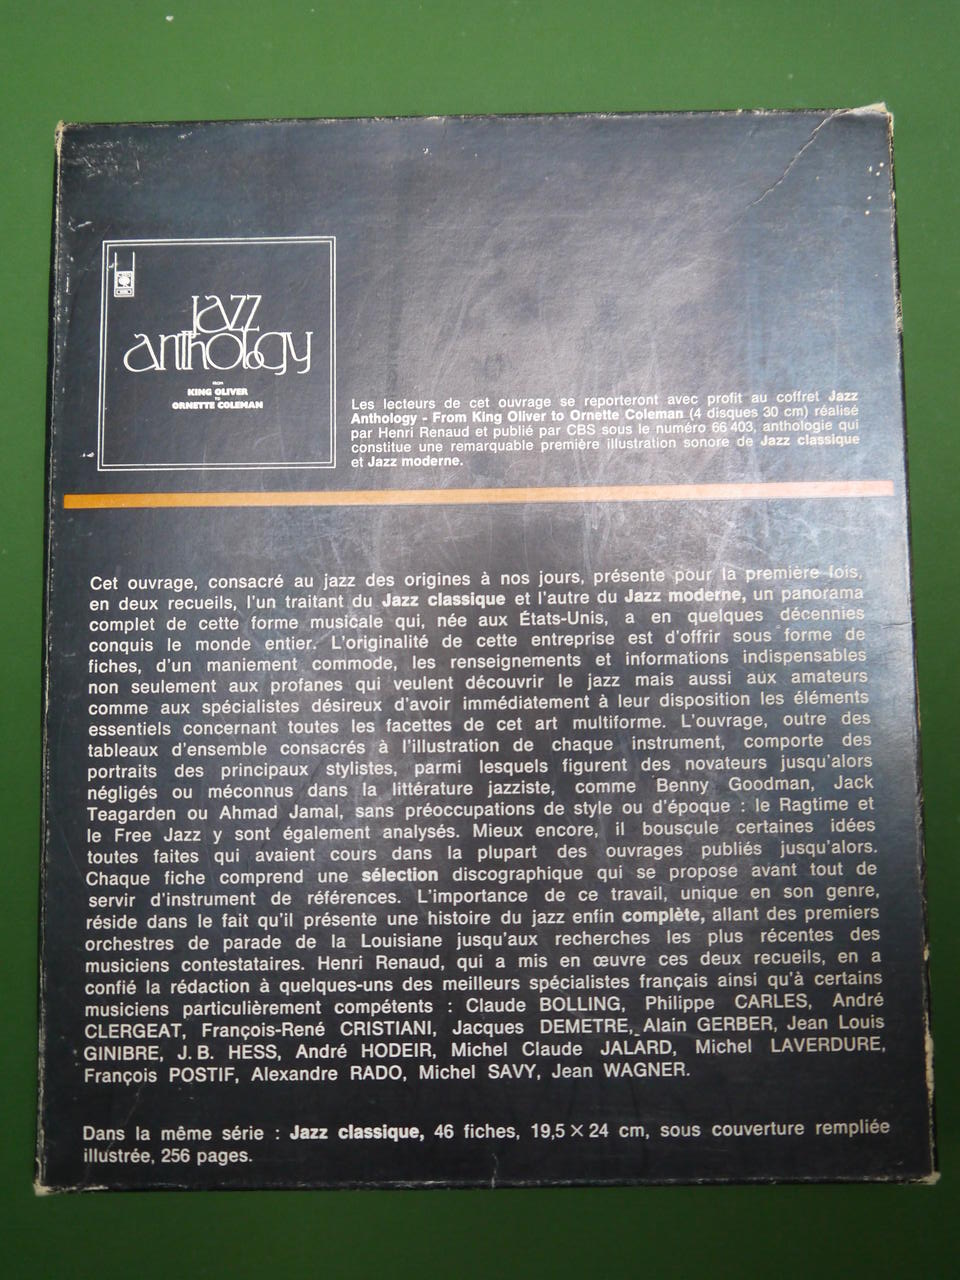 Jazz
anthology
FROM
KING OLIVER
TO
ORNETTE COLEMAN
Les lecteurs de cet ouvrage se reporteront avec profit au coffret Jazz
Anthology - From King Oliver to Ornette Coleman (4 disques 30 cm) réalisé
par Henri Renaud et publié par CBS sous le numéro 66 403, anthologie qui
constitue une remarquable première illustration sonore de Jazz classique
et Jazz moderne.
Cet ouvrage, consacré au jazz des origines à nos jours, présente pour la première fois,
en deux recueils, l'un traitant du Jazz classique et l'autre du Jazz moderne, un panorama
complet de cette forme musicale qui, née aux États-Unis, a en quelques décennies
conquis le monde entier. L'originalité de cette entreprise est d'offrir sous forme de
fiches, d'un maniement commode, les renseignements et informations indispensables
non seulement aux profanes qui veulent découvrir le jazz mais aussi aux amateurs
comme aux spécialistes désireux d'avoir immédiatement à leur disposition les éléments
essentiels concernant toutes les facettes de cet art multiforme. L'ouvrage, outre des
tableaux d'ensemble consacrés à l'illustration de chaque instrument, comporte des
portraits des principaux stylistes, parmi lesquels figurent des novateurs jusqu'alors
négligés ou méconnus dans la littérature jazziste, comme Benny Goodman, Jack
Teagarden ou Ahmad Jamal, sans préoccupations de style ou d'époque : le Ragtime et
le Free Jazz y sont également analysés. Mieux encore, il bouscule certaines idées
toutes faites qui avaient cours dans la plupart des ouvrages publiés jusqu'alors.
Chaque fiche comprend une sélection discographique qui se propose avant tout de
servir d'instrument de références. L'importance de ce travail, unique en son genre,
réside dans le fait qu'il présente une histoire du jazz enfin complète, allant des premiers
orchestres de parade de la Louisiane jusqu'aux recherches les plus récentes des
musiciens contestataires. Henri Renaud, qui a mis en œuvre ces deux recueils, en a
confié la rédaction à quelques-uns des meilleurs spécialistes français ainsi qu'à certains
musiciens particulièrement compétents : Claude BOLLING, Philippe CARLES, André
CLERGEAT, François-René CRISTIANI, Jacques DEMETRE, Alain GERBER, Jean Louis
GINIBRE, J. B. HESS, André HODEIR, Michel Claude JALARD, Michel LAVERDURE,
François POSTIF, Alexandre RADO, Michel SAVY, Jean WAGNER.
Dans la même série : Jazz classique, 46 fiches, 19,5 × 24 cm, sous couverture rempliée
illustrée, 256 pages.